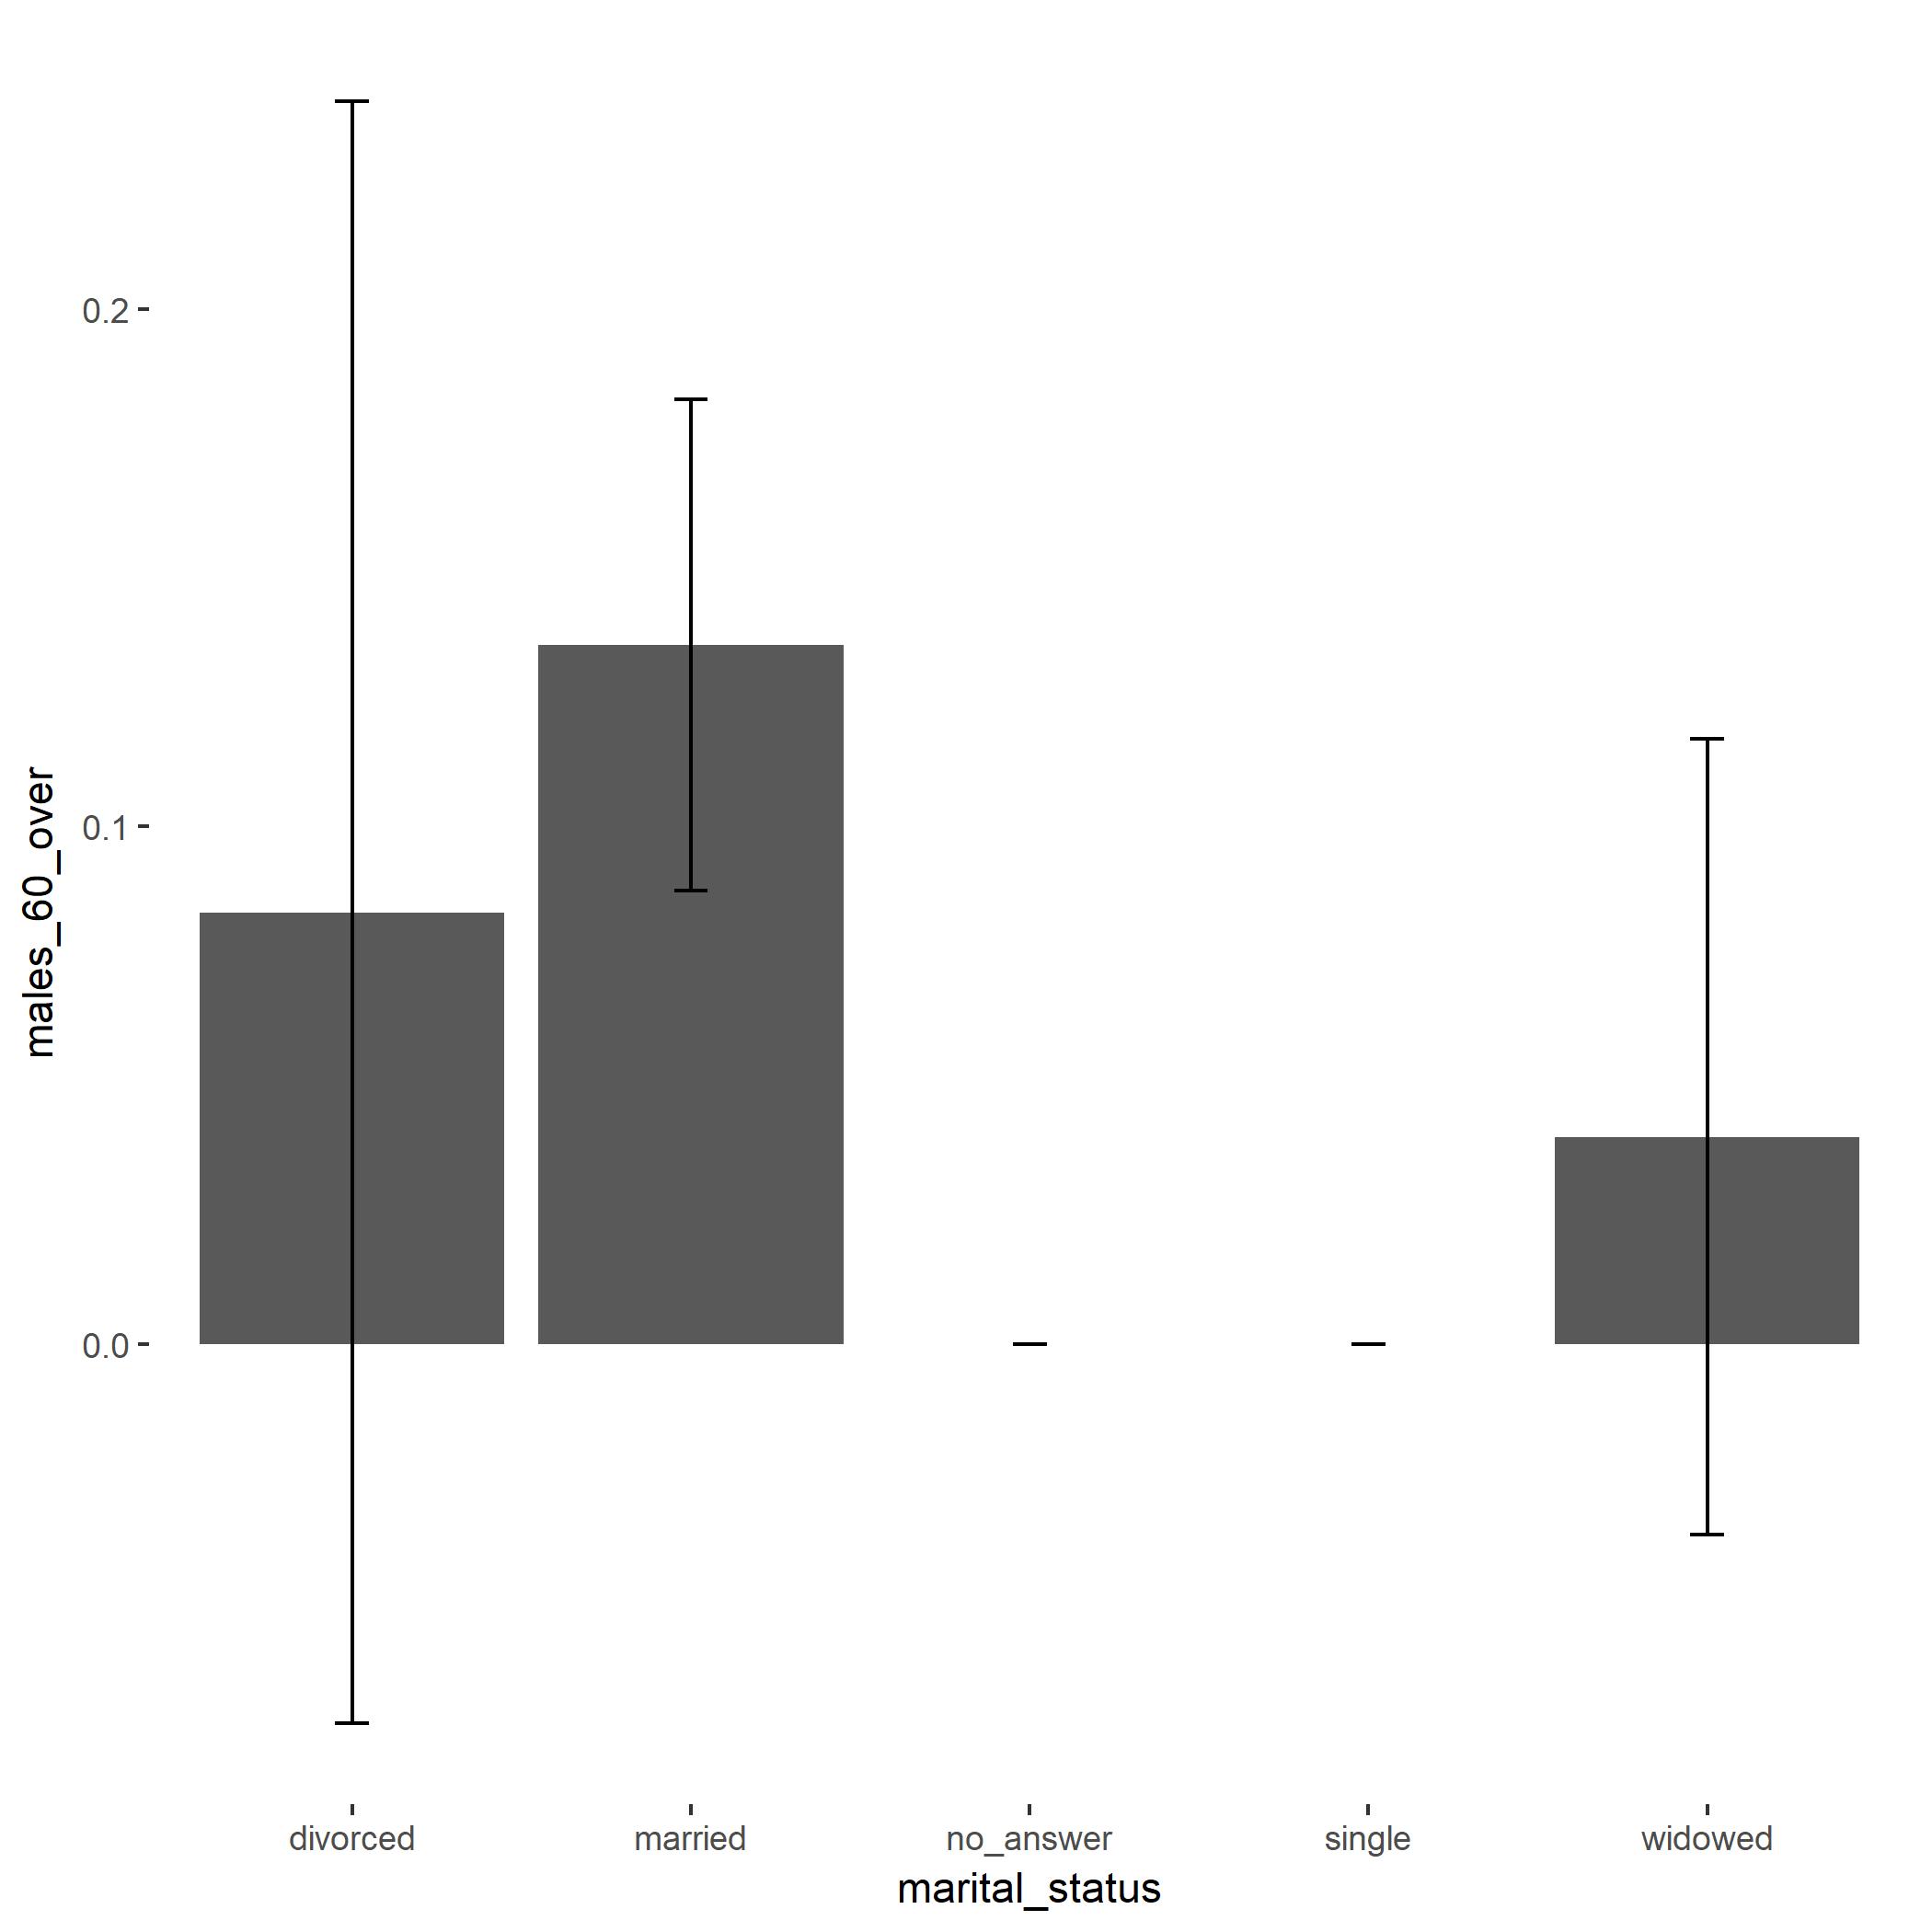 males_60_over
0.2
0.1
0.0
divorced married no_answer single widowed
marital_status